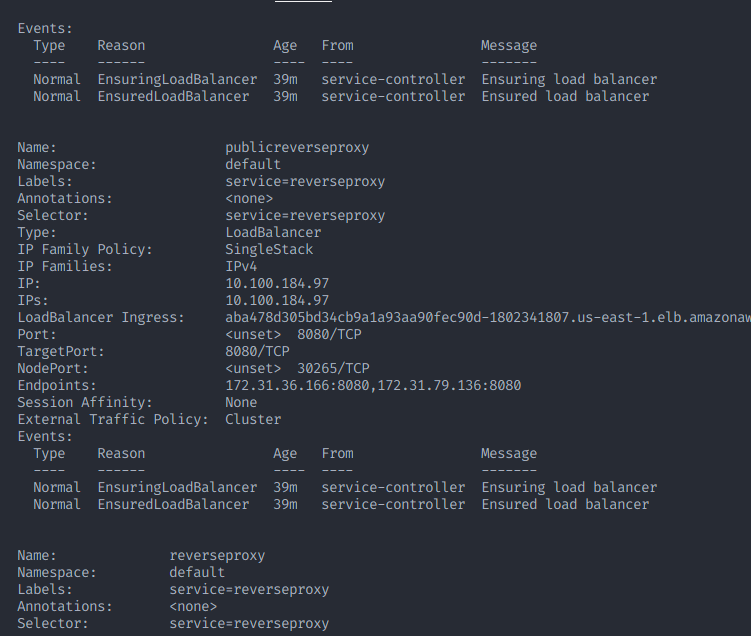 Events:
  Type    Reason                Age   From                Message
  ----    ------                ----  ----                -------
  Normal  EnsuringLoadBalancer  39m   service-controller  Ensuring load balancer
  Normal  EnsuredLoadBalancer   39m   service-controller  Ensured load balancer
Name:                     publicreverseproxy
Namespace:                default
Labels:                   service=reverseproxy
Annotations:              <none>
Selector:                 service=reverseproxy
Type:                     LoadBalancer
IP Family Policy:         SingleStack
IP Families:              IPv4
IP:                       10.100.184.97
IPs:                      10.100.184.97
LoadBalancer Ingress:     aba478d305bd34cb9a1a93aa90fec90d-1802341807.us-east-1.elb.amazonaw
Port:                     <unset>  8080/TCP
TargetPort:               8080/TCP
NodePort:                 <unset>  30265/TCP
Endpoints:                172.31.36.166:8080,172.31.79.136:8080
Session Affinity:         None
External Traffic Policy:  Cluster
Events:
  Type    Reason                Age   From                Message
  ----    ------                ----  ----                -------
  Normal  EnsuringLoadBalancer  39m   service-controller  Ensuring load balancer
  Normal  EnsuredLoadBalancer   39m   service-controller  Ensured load balancer
Name:              reverseproxy
Namespace:         default
Labels:            service=reverseproxy
Annotations:       <none>
Selector:          service=reverseproxy